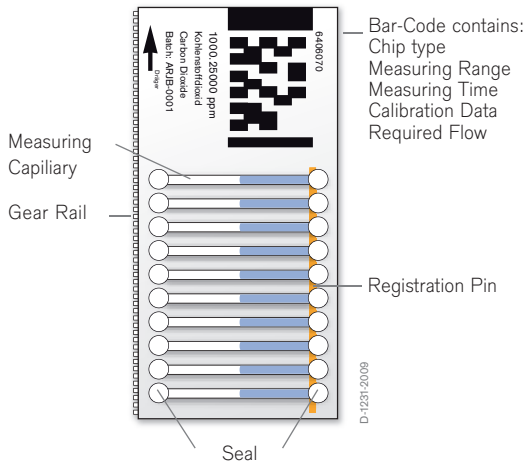 Bar-Code contains:
Chip type
Measuring Range
Measuring Time
Calibration Data
Required Flow
6406070
1000..25000 ppm
Kohlenstoffdioxid
Carbon Dioxide
Batch: ARJB-0001
Dräger
Measuring
Capiliary
Gear Rail
Registration Pin
D-1231-2009
Seal